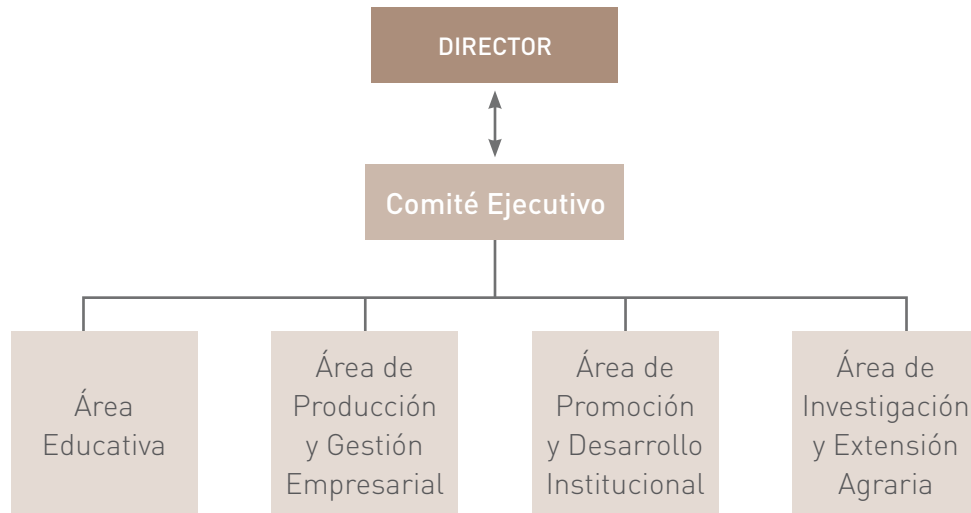 DIRECTOR
Comité Ejecutivo
Área
Educativa
Área de
Producción
y Gestión
Empresarial
Área de
Promoción
y Desarrollo
Institucional
Área de
Investigación
y Extensión
Agraria